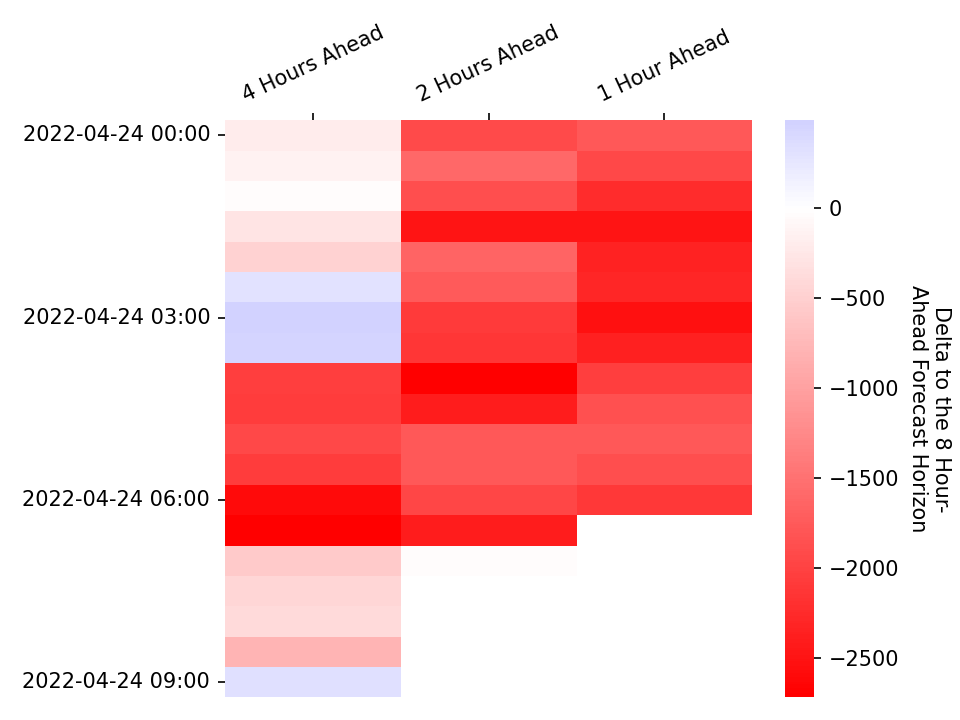 4 Hours Ahead
2 Hours Ahead
1 Hour Ahead
2022-04-24 00:00
2022-04-24 03:00
2022-04-24 06:00
2022-04-24 09:00
0
−500
−1000
−1500
−2000
−2500
Delta to the 8 Hour-
Ahead Forecast Horizon